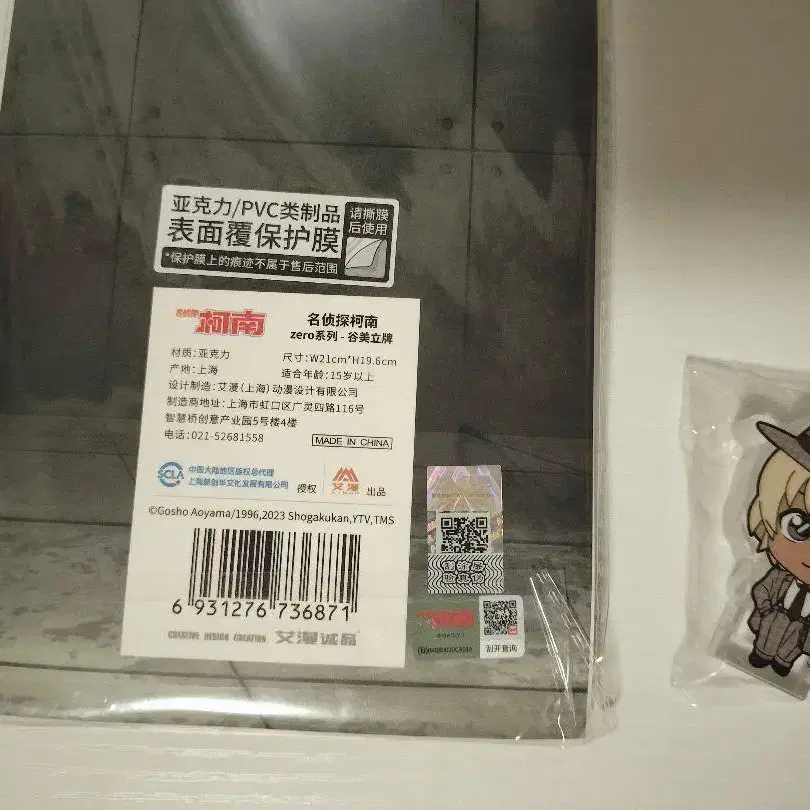 亚克力/PVC类制品
表面覆保护膜
*保护膜上的痕迹不属于售后范围
请撕膜
后使用
名侦探
柯南
名侦探柯南
zero系列 - 谷美立牌
材质:亚克力
尺寸:W21cm*H19.6cm
产地:上海
适合年龄:15岁以上
设计制造:艾漫(上海)动漫设计有限公司
制造商地址:上海市虹口区广灵四路116号
智慧桥创意产业园5号楼4楼
电话:021-52681558
MADE IN CHINA
SCLA
中国大陆地区版权总代理
上海新创华文化发展有限公司
授权
艾漫
出品
©Gosho Aoyama/1996,2023 Shogakukan,YTV,TMS
6 931276 736871
CREATIVE DESIGN CREATION
艾漫诚品
刮涂层
验真伪
刮开查询